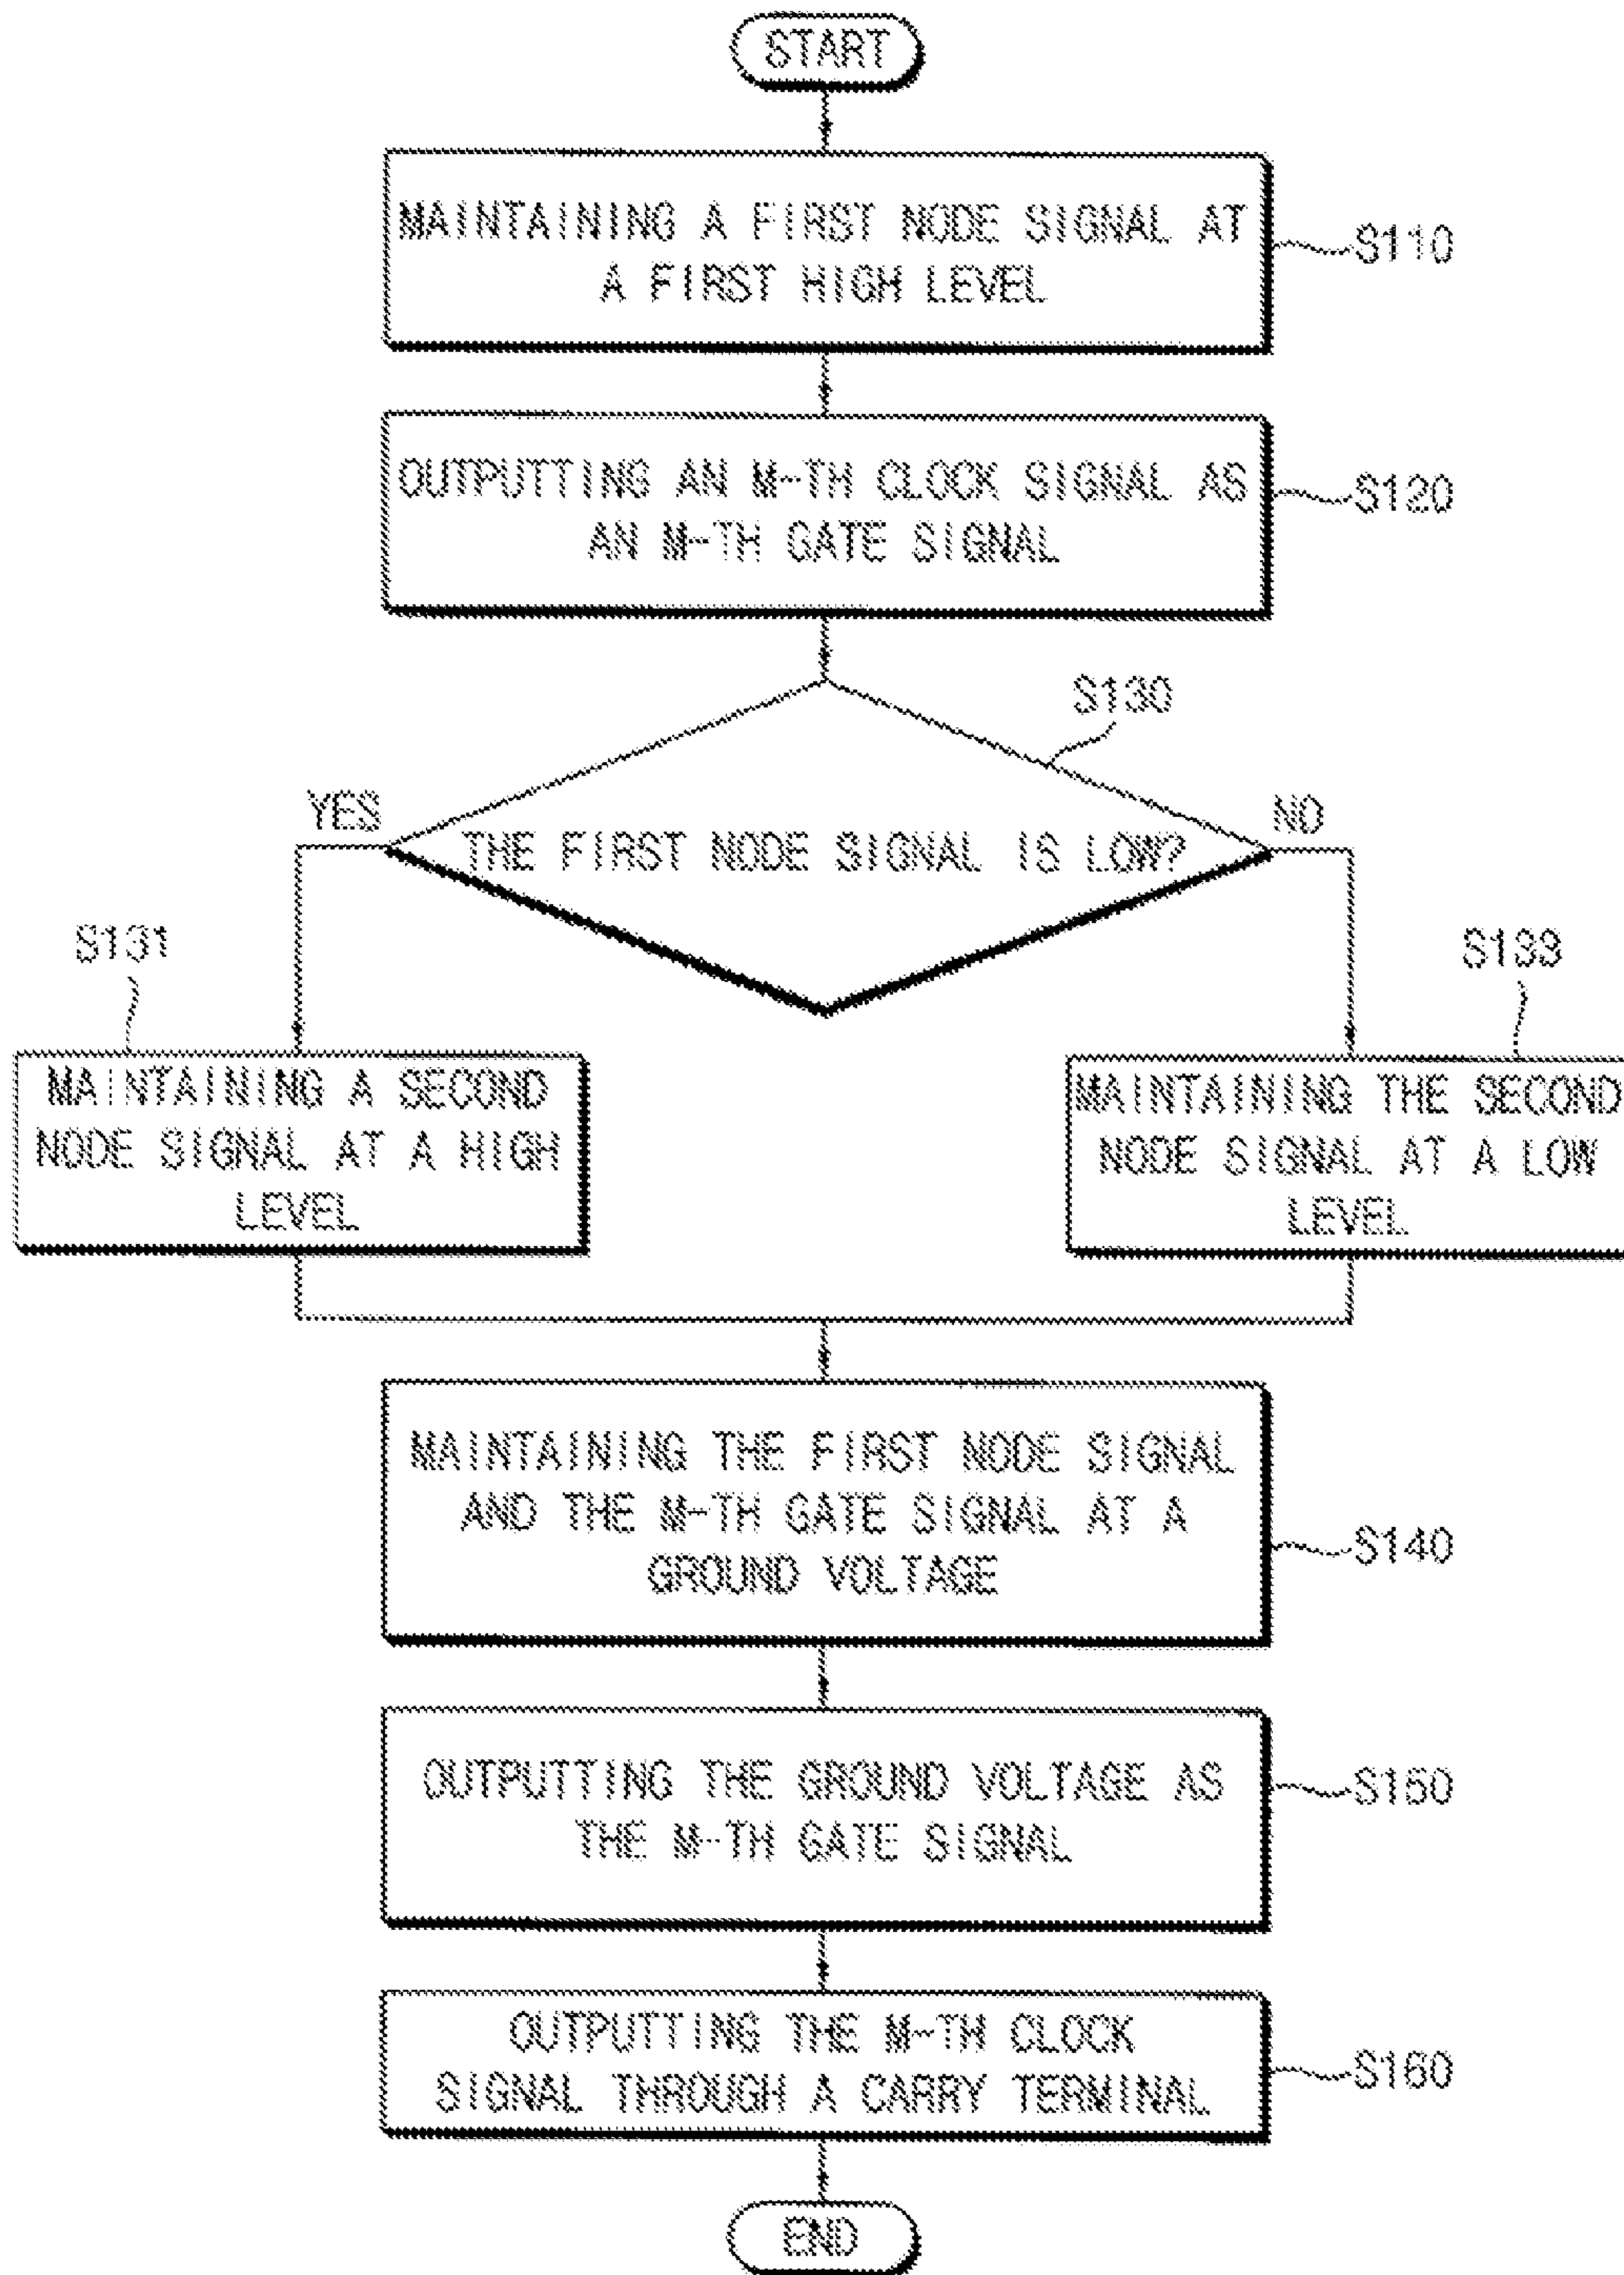 START
MAINTAINING A FIRST NODE SIGNAL AT
A FIRST HIGH LEVEL
S110
OUTPUTTING AN M-TH CLOCK SIGNAL AS
AN M-TH GATE SIGNAL
S120
S130
YES
THE FIRST NODE SIGNAL IS LOW?
NO
S131
S133
MAINTAINING A SECOND
NODE SIGNAL AT A HIGH
LEVEL
MAINTAINING THE SECOND
NODE SIGNAL AT A LOW
LEVEL
MAINTAINING THE FIRST NODE SIGNAL
AND THE M-TH GATE SIGNAL AT A
GROUND VOLTAGE
S140
OUTPUTTING THE GROUND VOLTAGE AS
THE M-TH GATE SIGNAL
S150
OUTPUTTING THE M-TH CLOCK
SIGNAL THROUGH A CARRY TERMINAL
S160
END